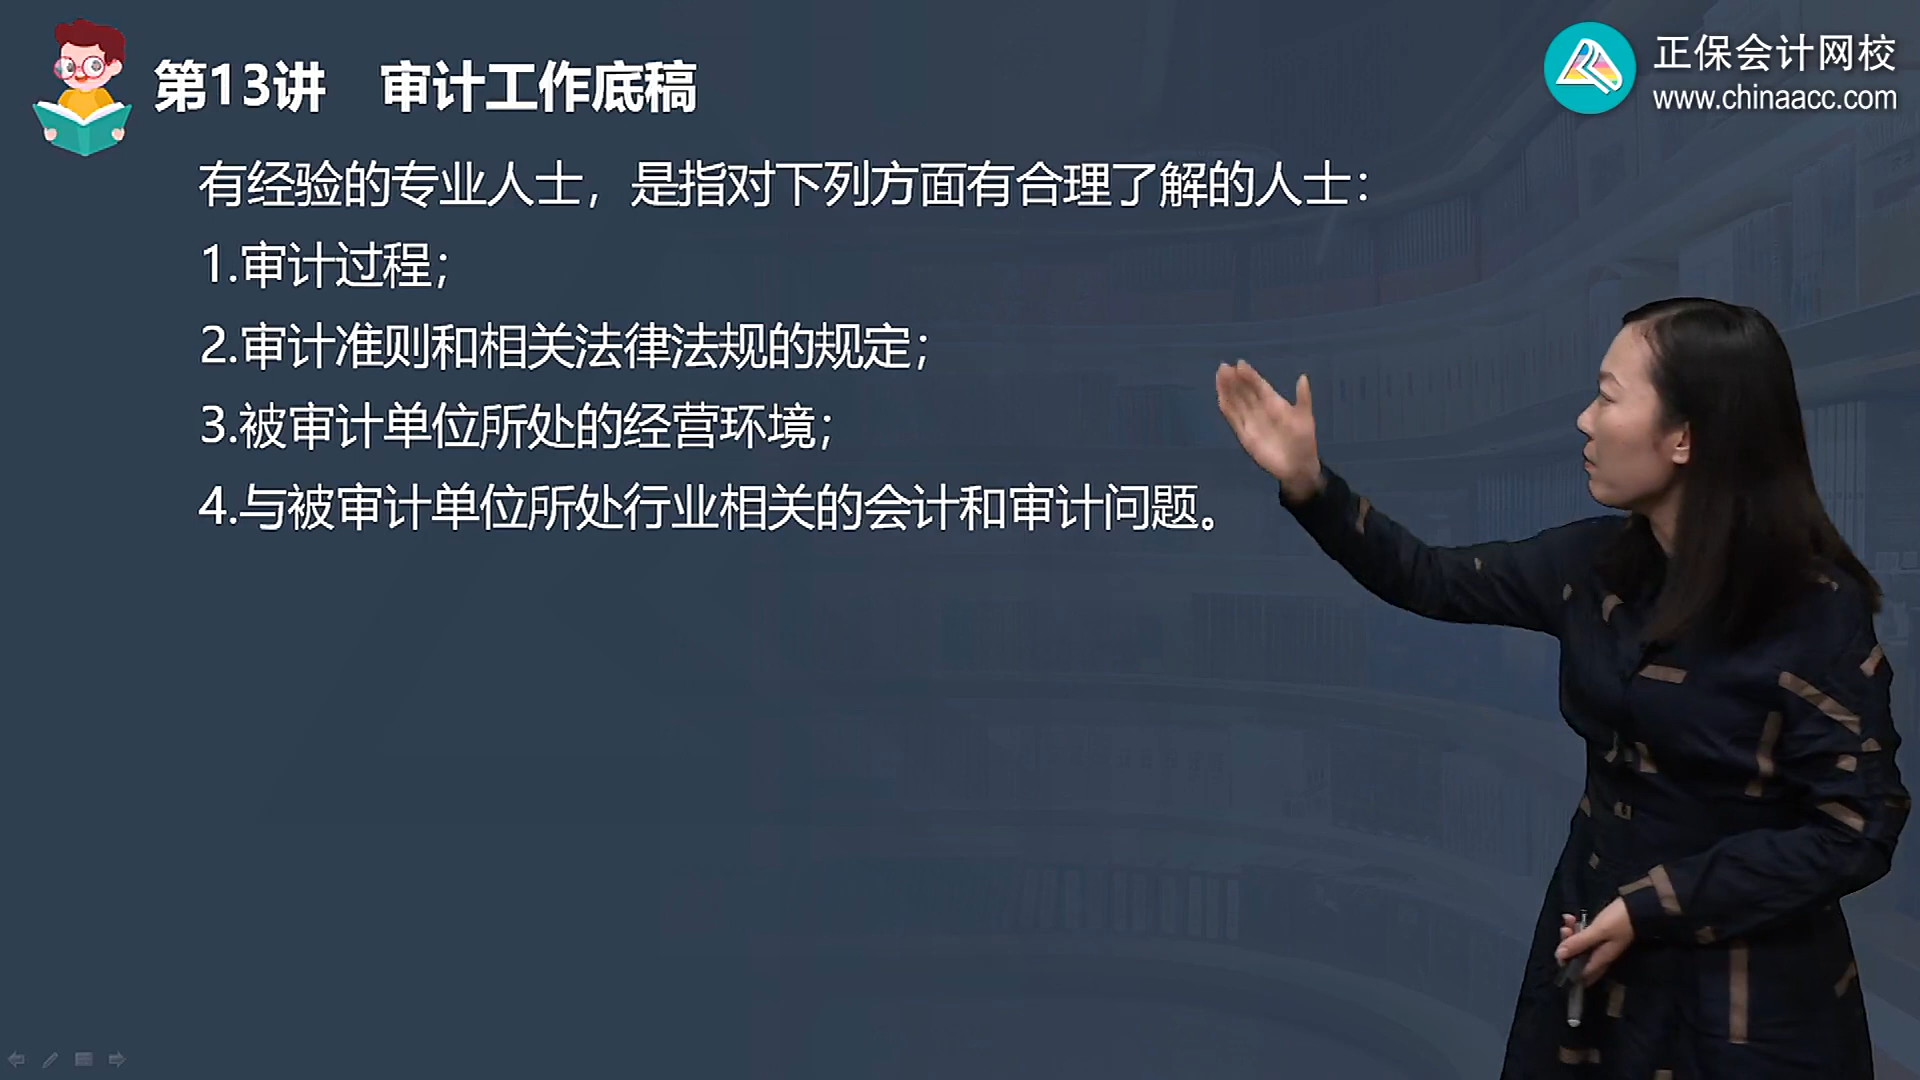 第13讲 审计工作底稿
正保会计网校
www.chinaacc.com
有经验的专业人士，是指对下列方面有合理了解的人士：
1.审计过程；
2.审计准则和相关法律法规的规定；
3.被审计单位所处的经营环境；
4.与被审计单位所处行业相关的会计和审计问题。